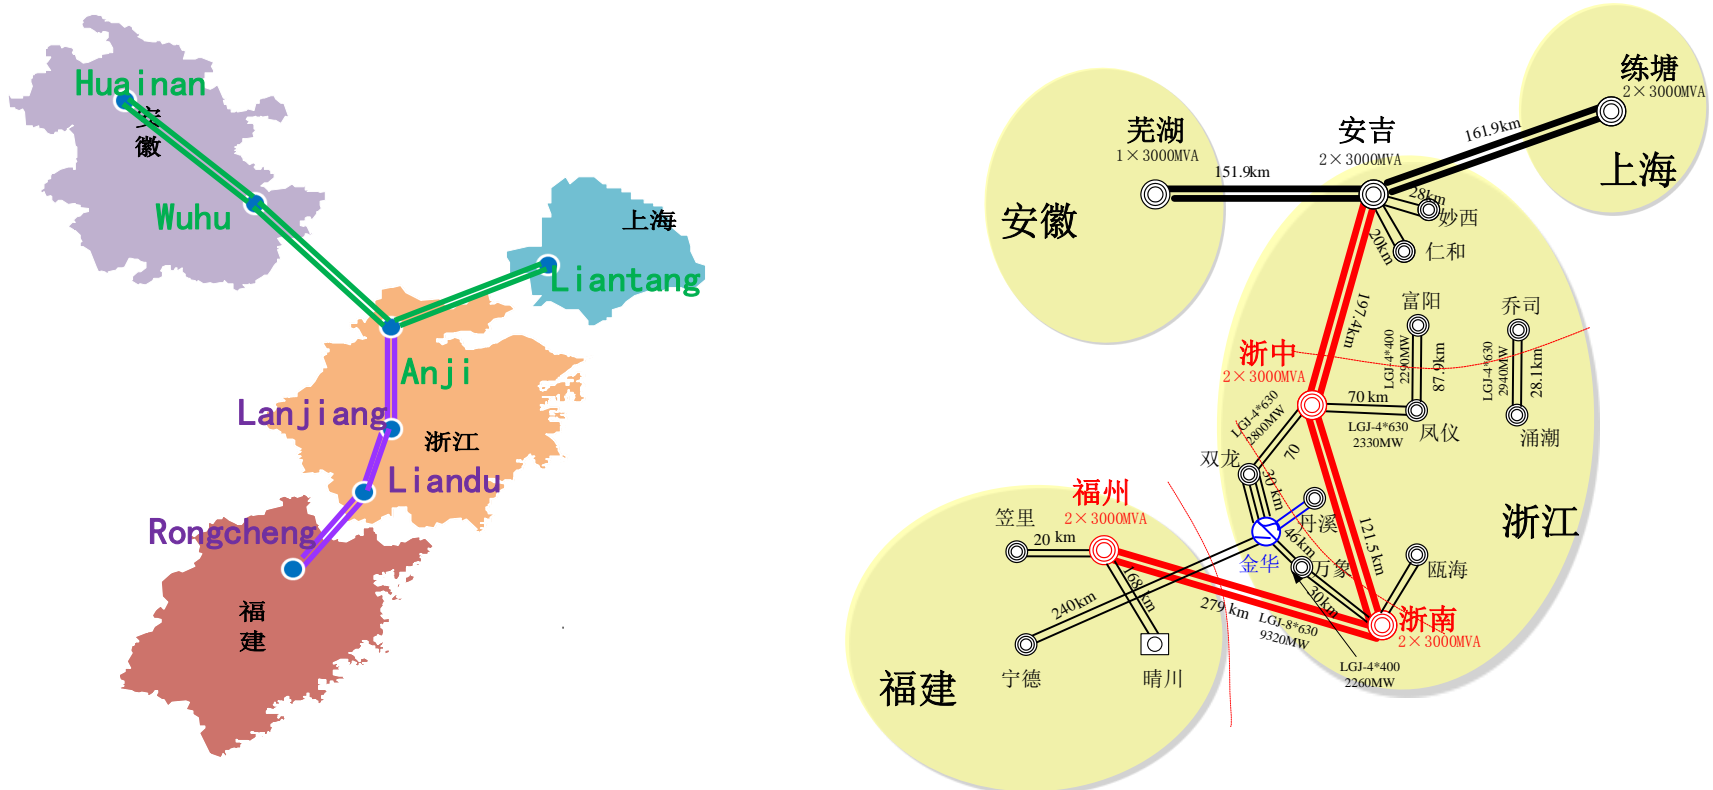 Huainan
安
徽
Wuhu
上海
Liantang
Anji
Lanjiang
浙江
Liandu
Rongcheng
福
建
练塘
2×3000MVA
上海
芜湖
1×3000MVA
安徽
151.9km
安吉
2×3000MVA
161.9km
28km
妙西
20km
仁和
197.4km
富阳
LGJ-4*400
2290MW
87.9km
乔司
LGJ-4*630
2940MW
28.1km
浙中
2×3000MVA
70 km
LGJ-4*630
2330MW
凤仪
涌潮
LGJ-4*630
2800MW
70
双龙
30 km
丹溪
46km
金华
万象
30km
121.5 km
瓯海
浙江
浙南
2×3000MVA
LGJ-4*400
2260MW
福州
2×3000MVA
笠里
20 km
168km
240km
279 km
LGJ-8*630
9320MW
宁德
晴川
福建